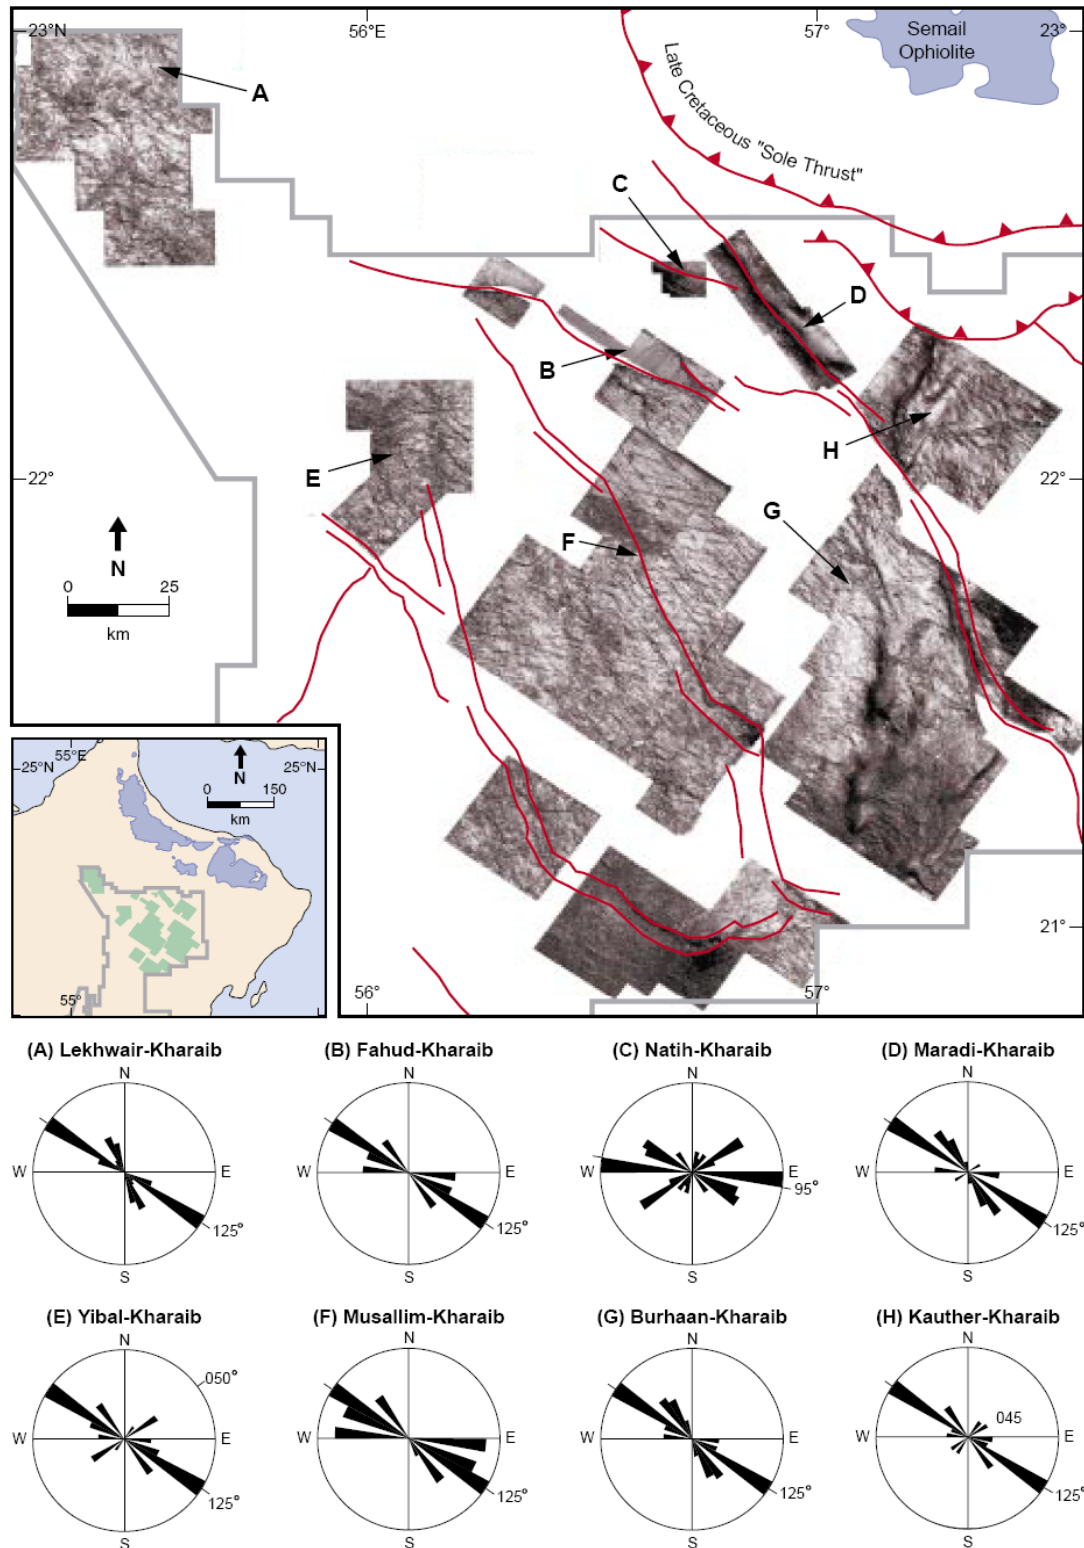 23°N
56°E
57°
23°
Semail
Ophiolite
Late Cretaceous "Sole Thrust"
A
C
D
B
H
E
22°
22°
G
F
N
0 25
km
55°E
25°N
N
25°N
0 150
km
55°
21°
56°
57°
(A) Lekhwair-Kharaib
N
W
E
125°
S
(B) Fahud-Kharaib
N
W
E
125°
S
(C) Natih-Kharaib
N
W
E
95°
S
(D) Maradi-Kharaib
N
W
E
125°
S
(E) Yibal-Kharaib
N
050°
W
E
125°
S
(F) Musallim-Kharaib
N
W
E
125°
S
(G) Burhaan-Kharaib
N
W
E
125°
S
(H) Kauther-Kharaib
N
045
W
E
125°
S